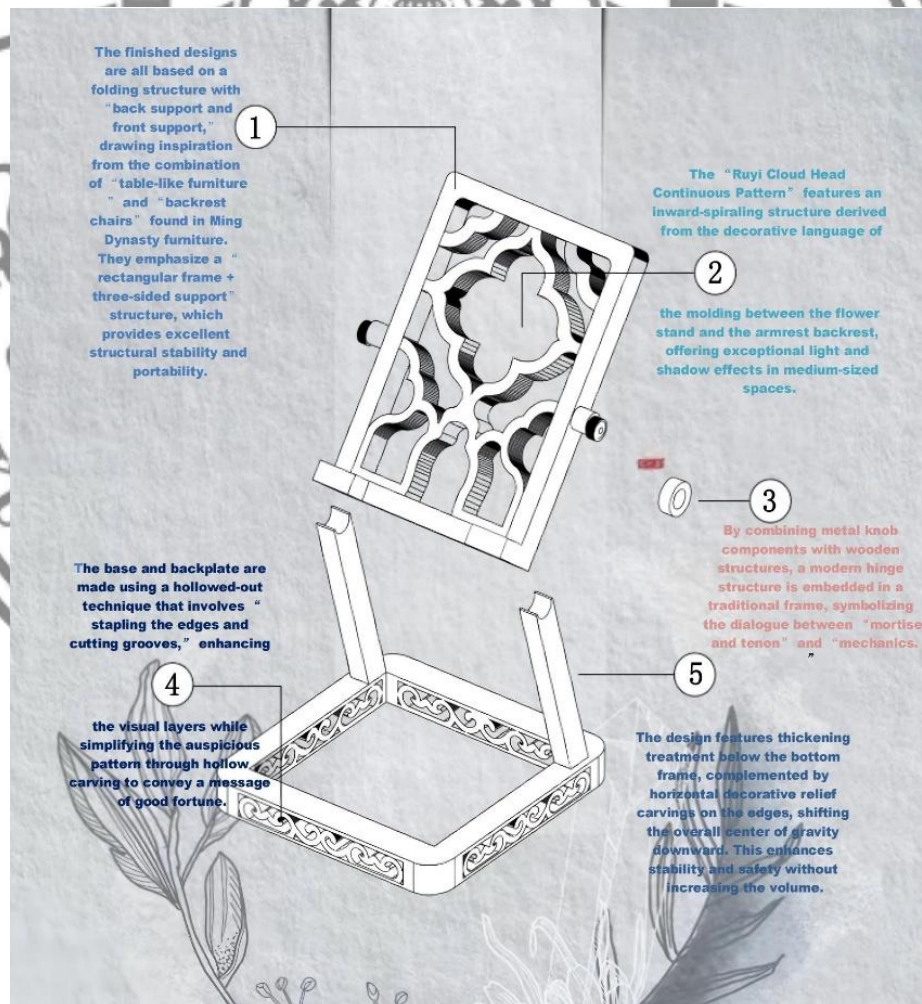 The finished designs
are all based on a
folding structure with
“back support and
front support,”
drawing inspiration
from the combination
of “table-like furniture
” and “backrest
chairs” found in Ming
Dynasty furniture.
They emphasize a “
rectangular frame +
three-sided support”
structure, which
provides excellent
structural stability and
portability.
1
The “Ruyi Cloud Head
Continuous Pattern” features an
inward-spiraling structure derived
from the decorative language of
2
the molding between the flower
stand and the armrest backrest,
offering exceptional light and
shadow effects in medium-sized
spaces.
3
By combining metal knob
components with wooden
structures, a modern hinge
structure is embedded in a
traditional frame, symbolizing
the dialogue between “mortise
and tenon” and “mechanics.
”
The base and backplate are
made using a hollowed-out
technique that involves “
stapling the edges and
cutting grooves,” enhancing
4
the visual layers while
simplifying the auspicious
pattern through hollow
carving to convey a message
of good fortune.
5
The design features thickening
treatment below the bottom
frame, complemented by
horizontal decorative relief
carvings on the edges, shifting
the overall center of gravity
downward. This enhances
stability and safety without
increasing the volume.